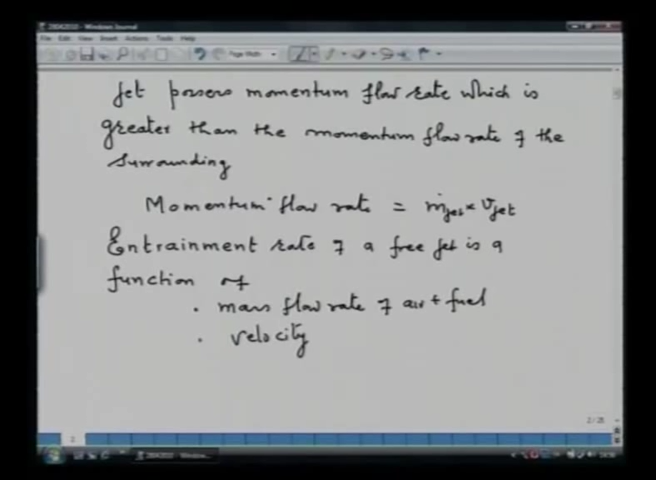 Jet possess momentum flow rate which is
greater than the momentum flow rate of the
surrounding
Momentum flow rate = ṁjet × vjet
Entrainment rate of a free jet is a
function of
. mass flow rate of air + fuel
. velocity